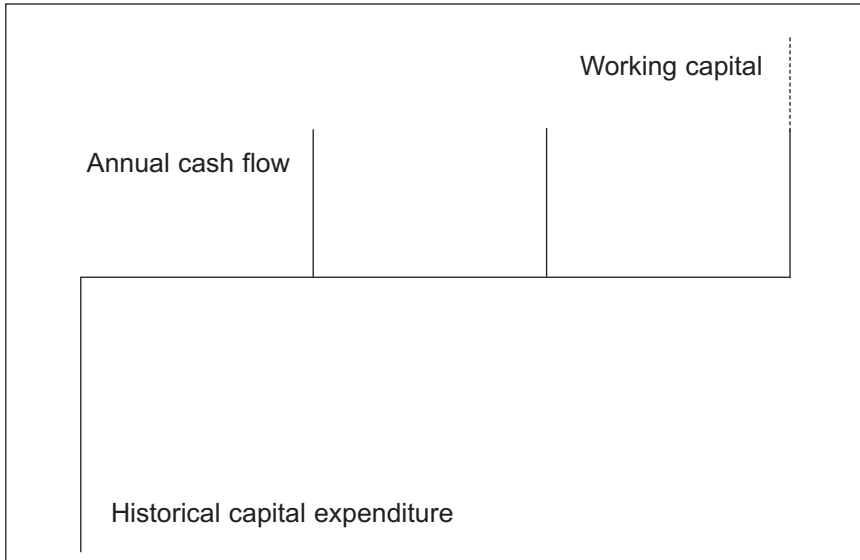 Working capital
Annual cash flow
Historical capital expenditure